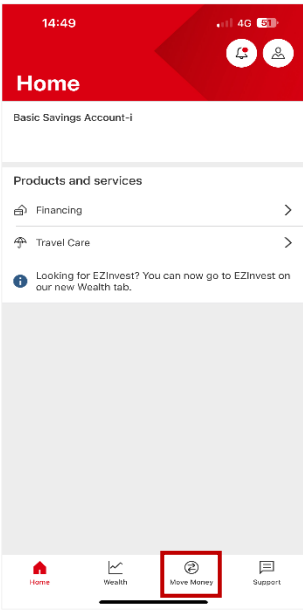 14:49 4G 51
Home
Basic Savings Account-i
Products and services
Financing
Travel Care
Looking for EZInvest? You can now go to EZInvest on
our new Wealth tab.
Home Wealth Move Money Support